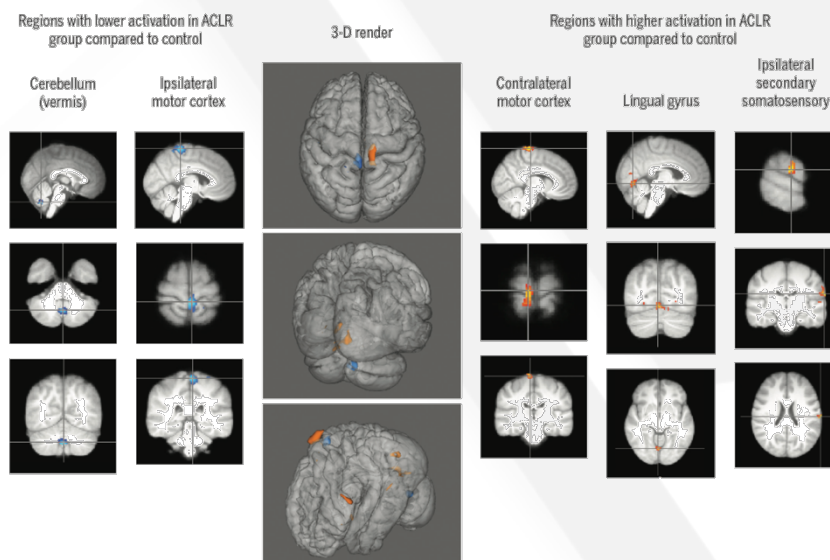 Regions with lower activation in ACLR
group compared to control
Cerebellum
(vermis)
Ipsilateral
motor cortex
3-D render
Regions with higher activation in ACLR
group compared to control
Contralateral
motor cortex
Lingual gyrus
Ipsilateral
secondary
somatosensory